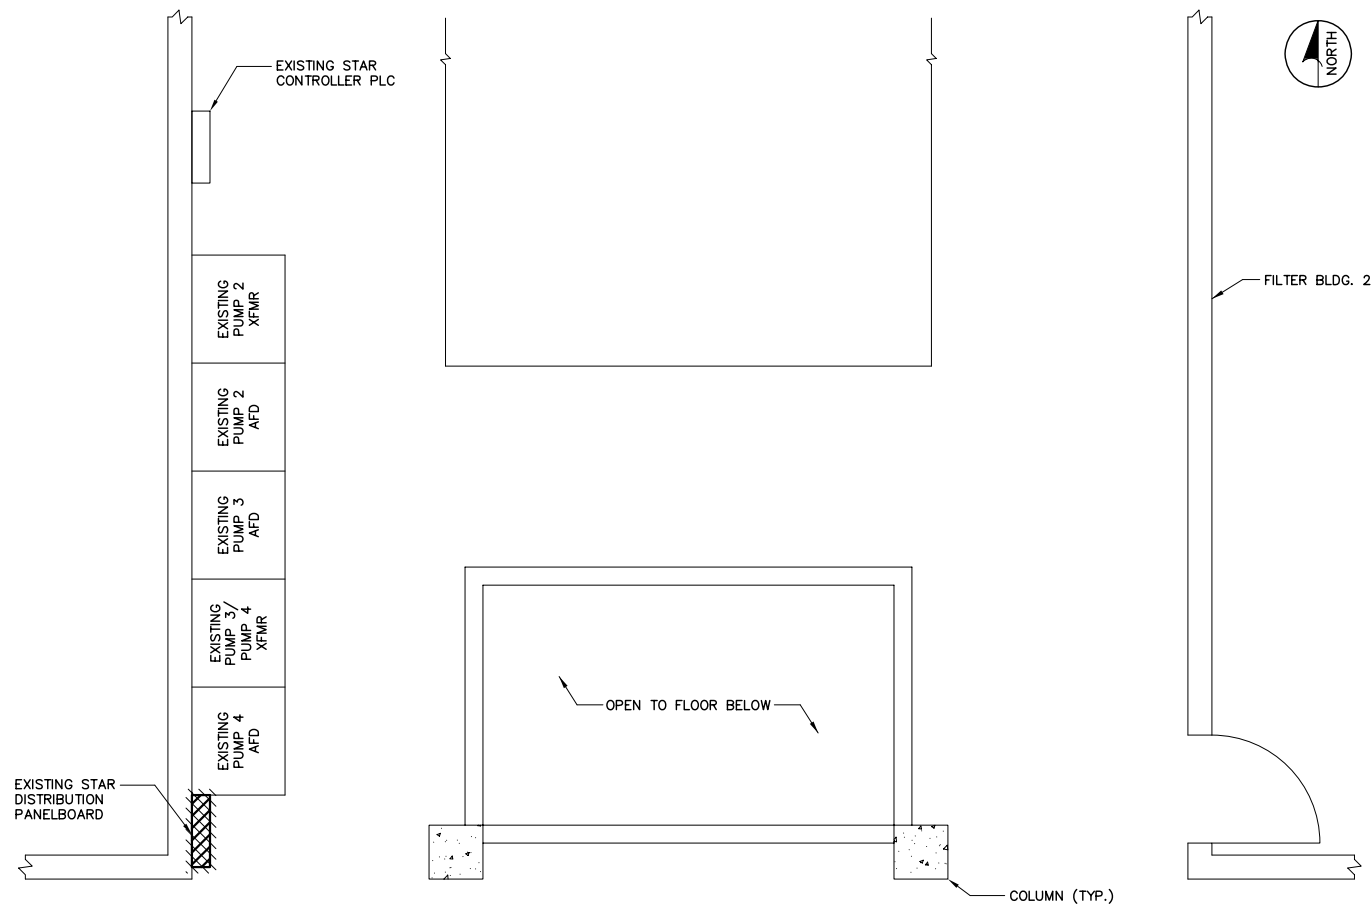 EXISTING STAR
CONTROLLER PLC
NORTH
FILTER BLDG. 2
EXISTING
PUMP 2
XFMR
EXISTING
PUMP 2
AFD
EXISTING
PUMP 3
AFD
EXISTING
PUMP 3/
PUMP 4
XFMR
EXISTING
PUMP 4
AFD
OPEN TO FLOOR BELOW
EXISTING STAR
DISTRIBUTION
PANELBOARD
COLUMN (TYP.)